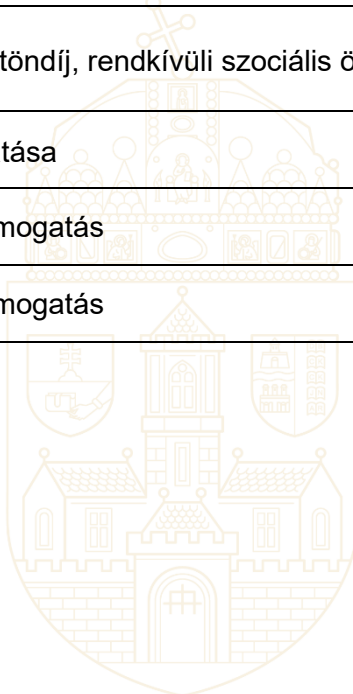 töndíj, rendkívüli szociális ö
tása
mogatás
mogatás